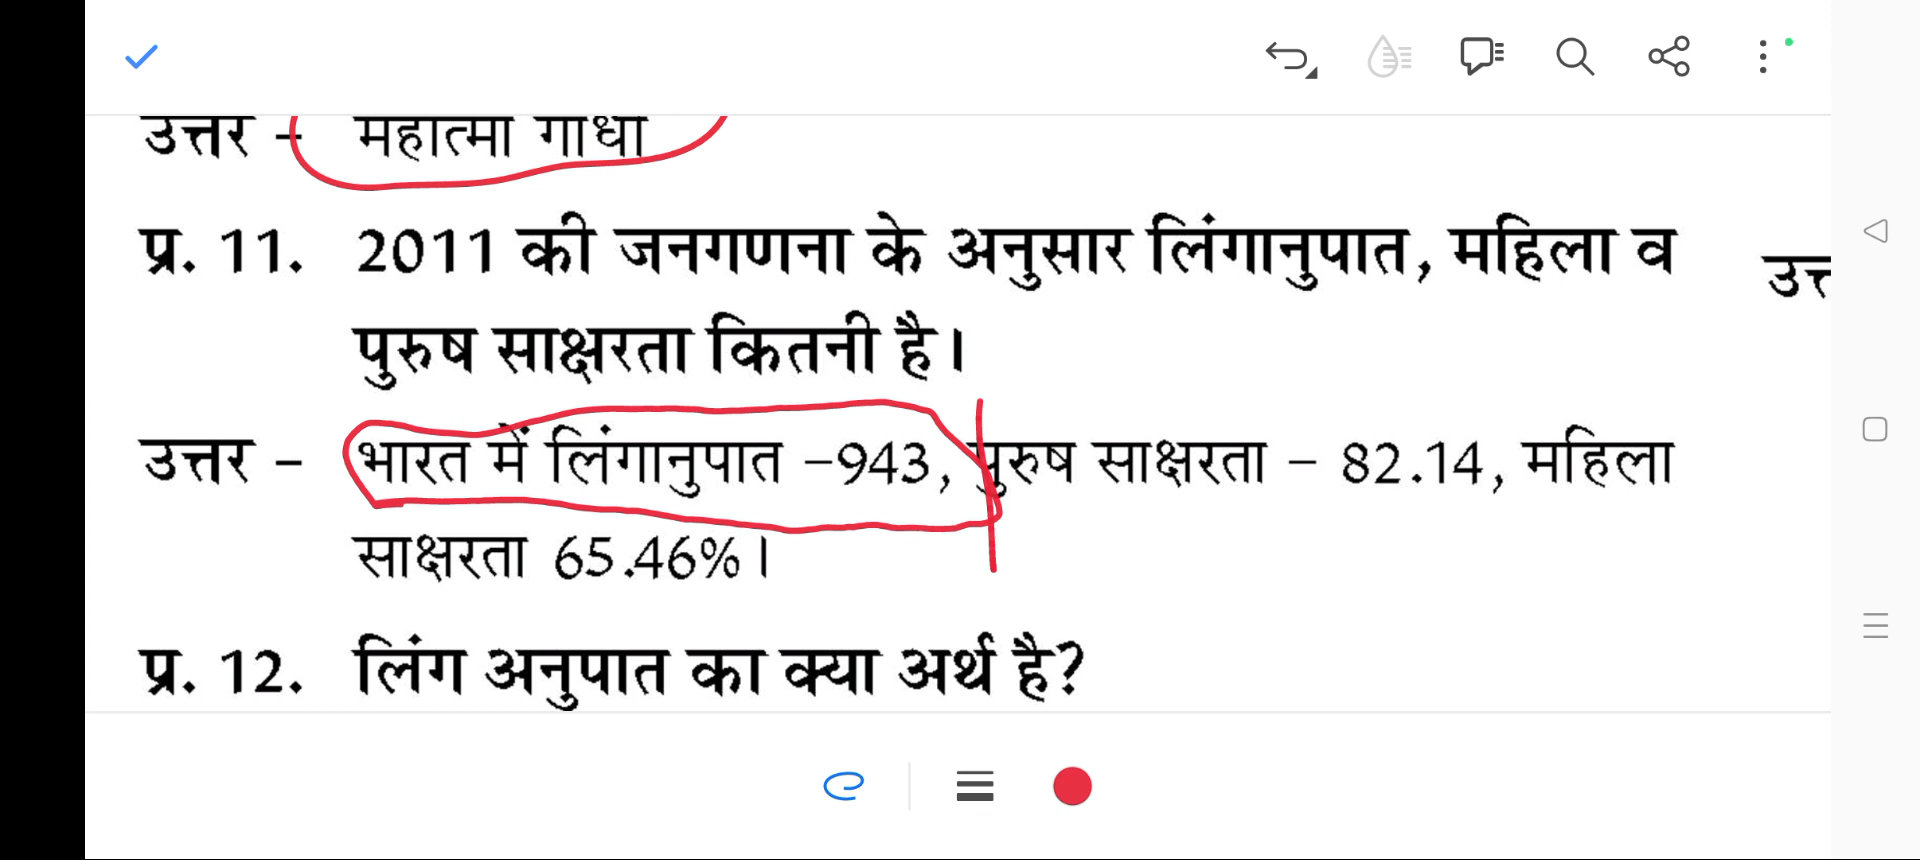 उत्तर – महात्मा गांधी
प्र. 11. 2011 की जनगणना के अनुसार लिंगानुपात, महिला व
पुरुष साक्षरता कितनी है।
उत्तर – भारत में लिंगानुपात –943, पुरुष साक्षरता – 82.14, महिला
साक्षरता 65.46%।
प्र. 12. लिंग अनुपात का क्या अर्थ है?